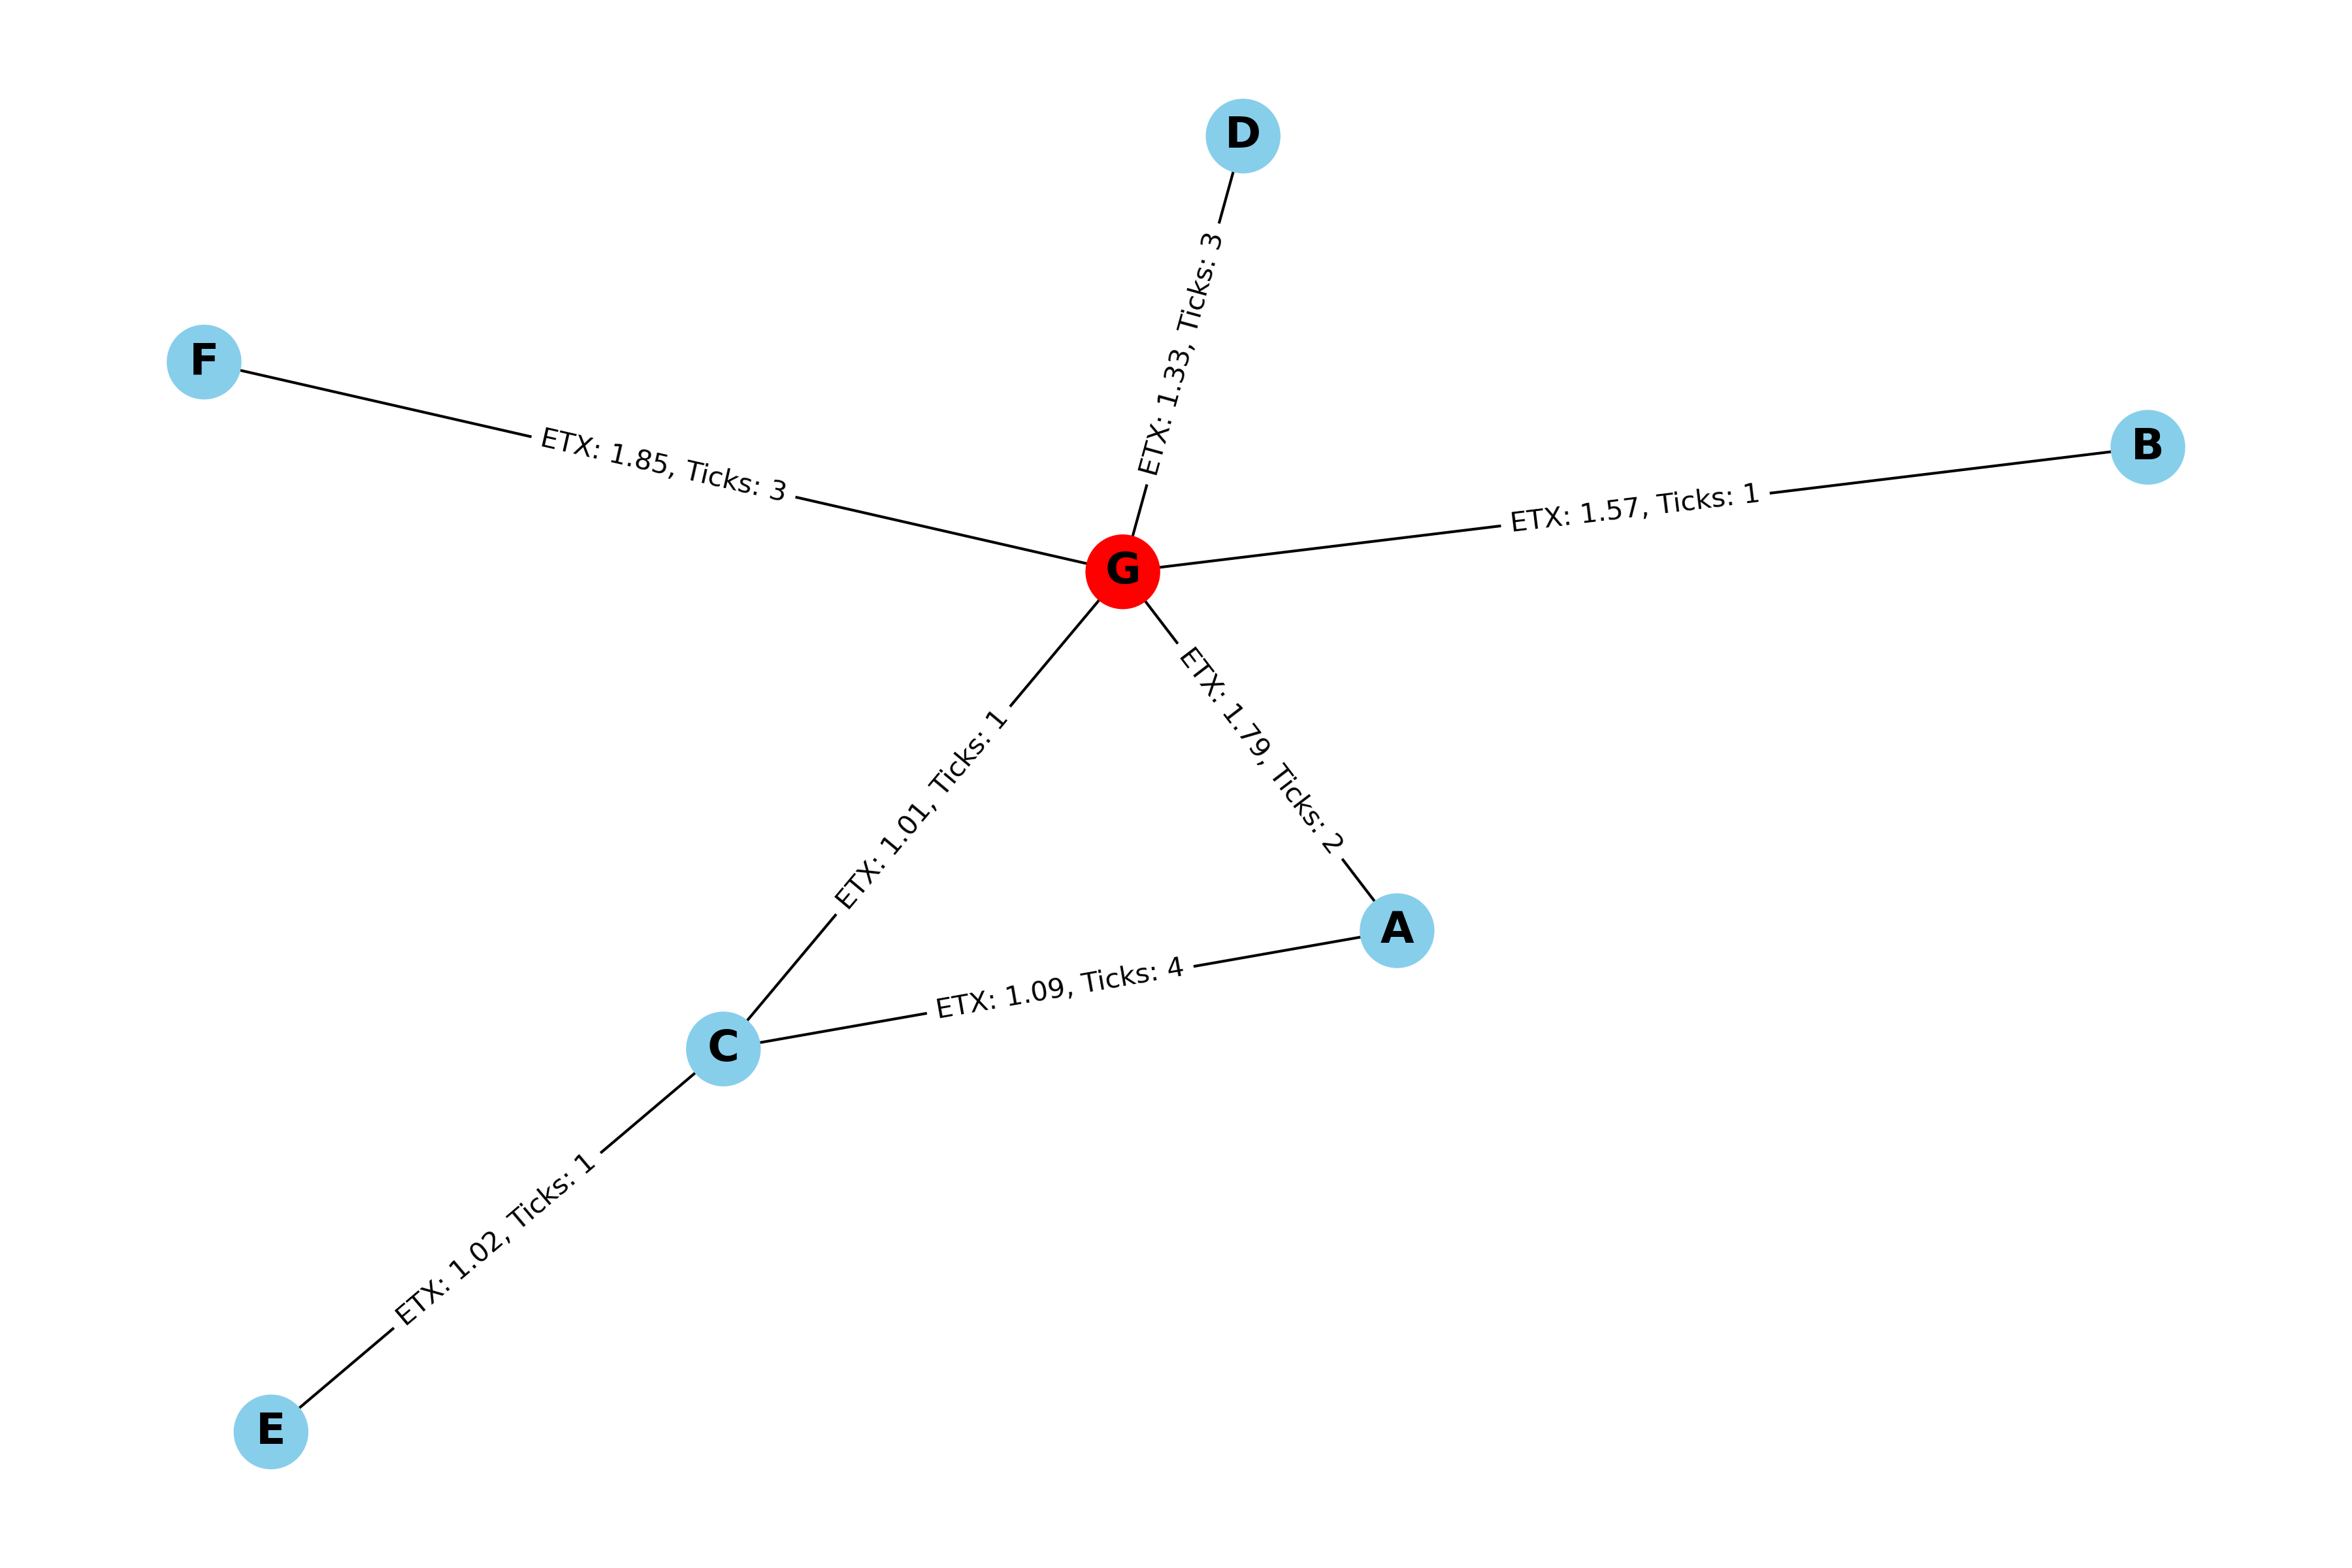 D
ETX: 1.33, Ticks: 3
F
ETX: 1.85, Ticks: 3
B
ETX: 1.57, Ticks: 1
G
ETX: 1.79, Ticks: 2
ETX: 1.01, Ticks: 1
A
ETX: 1.09, Ticks: 4
C
ETX: 1.02, Ticks: 1
E